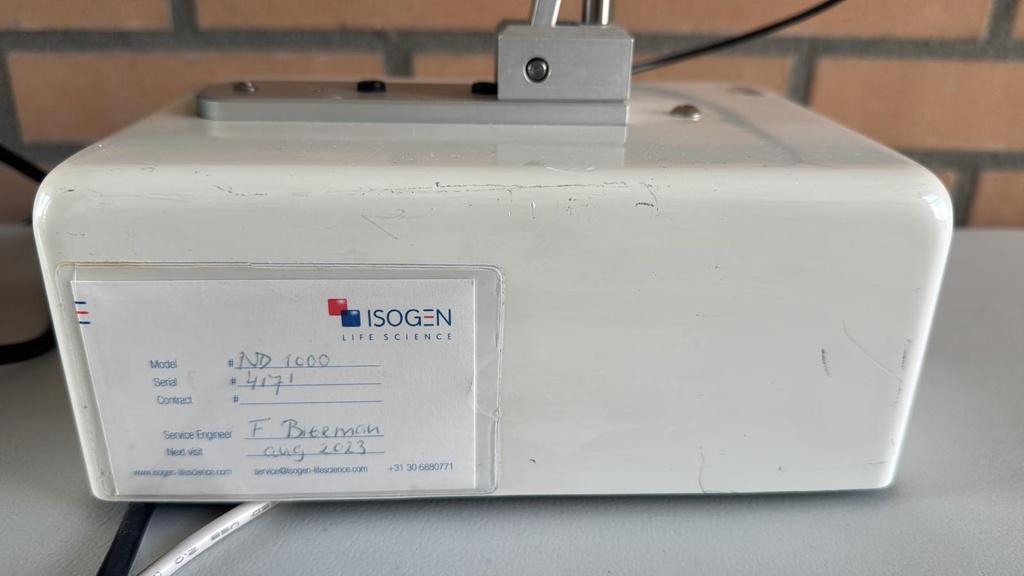 ISOGEN
LIFE SCIENCE
Model # ND 1000
Serial # 4171
Contract #
Service Engineer F Bierman
Next visit aug 2023
www.isogen-lifescience.com service@isogen-lifescience.com +31 30 6880771